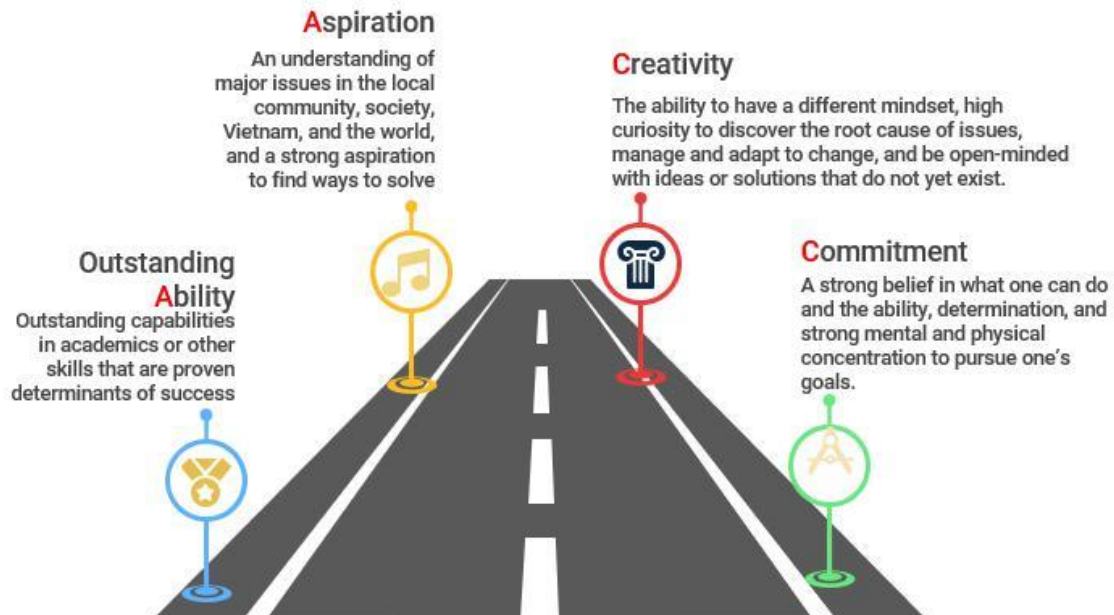 Aspiration
An understanding of
major issues in the local
community, society,
Vietnam, and the world,
and a strong aspiration
to find ways to solve
Creativity
The ability to have a different mindset, high
curiosity to discover the root cause of issues,
manage and adapt to change, and be open-minded
with ideas or solutions that do not yet exist.
Outstanding
Ability
Outstanding capabilities
in academics or other
skills that are proven
determinants of success
Commitment
A strong belief in what one can do
and the ability, determination, and
strong mental and physical
concentration to pursue one's
goals.